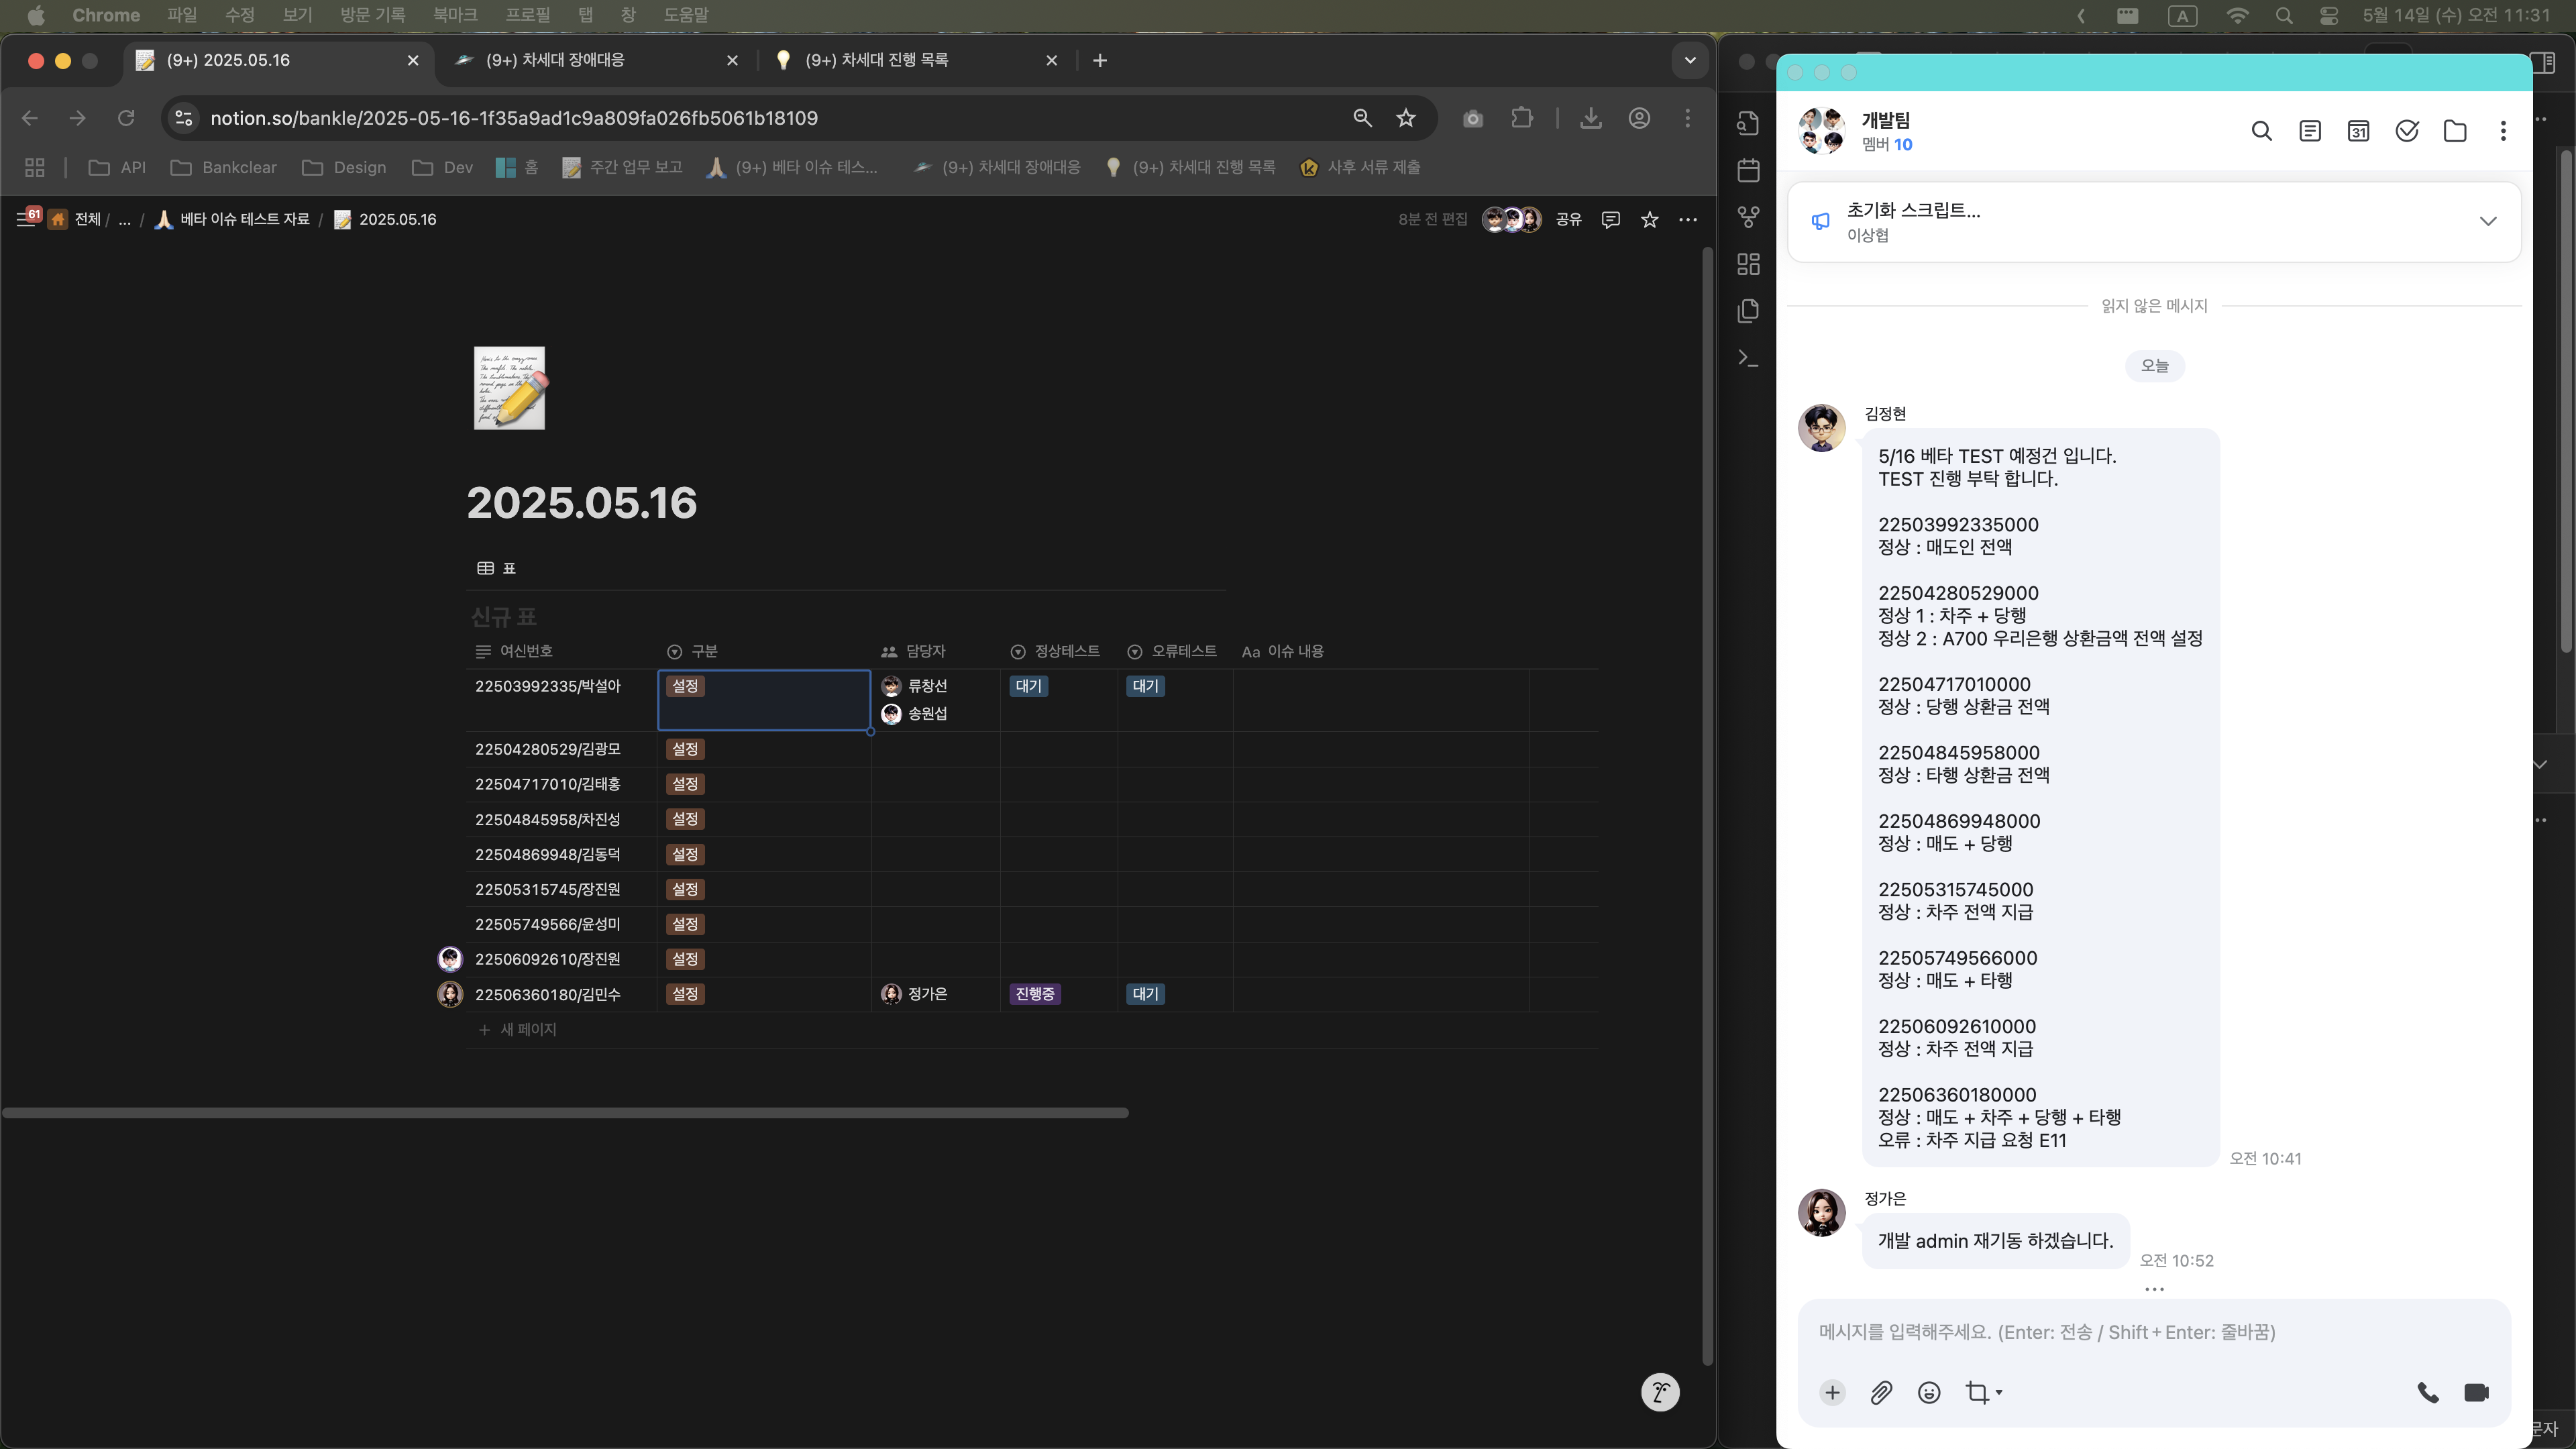 Chrome 파일 수정 보기 방문 기록 북마크 프로필 탭 창 도움말
A 5월 14일 (수) 오전 11:31
(9+) 2025.05.16
(9+) 차세대 장애대응
(9+) 차세대 진행 목록
notion.so/bankle/2025-05-16-1f35a9ad1c9a809fa026fb5061b18109
API Bankclear Design Dev 홈 주간 업무 보고 (9+) 베타 이슈 테스... (9+) 차세대 장애대응 (9+) 차세대 진행 목록 사후 서류 제출
61 전체 / ... / 베타 이슈 테스트 자료 / 2025.05.16
8분 전 편집 공유
2025.05.16
표
신규 표
여신번호 구분 담당자 정상테스트 오류테스트 Aa 이슈 내용
22503992335/박설아 설정 류창선 대기 대기
송원섭
22504280529/김광모 설정
22504717010/김태홍 설정
22504845958/차진성 설정
22504869948/김동덕 설정
22505315745/장진원 설정
22505749566/윤성미 설정
22506092610/장진원 설정
22506360180/김민수 설정 정가은 진행중 대기
+ 새 페이지
개발팀
멤버 10
31
초기화 스크립트...
이상협
읽지 않은 메시지
오늘
김정현
5/16 베타 TEST 예정건 입니다.
TEST 진행 부탁 합니다.
22503992335000
정상 : 매도인 전액
22504280529000
정상 1 : 차주 + 당행
정상 2 : A700 우리은행 상환금액 전액 설정
22504717010000
정상 : 당행 상환금 전액
22504845958000
정상 : 타행 상환금 전액
22504869948000
정상 : 매도 + 당행
22505315745000
정상 : 차주 전액 지급
22505749566000
정상 : 매도 + 타행
22506092610000
정상 : 차주 전액 지급
22506360180000
정상 : 매도 + 차주 + 당행 + 타행
오류 : 차주 지급 요청 E11
오전 10:41
정가은
개발 admin 재기동 하겠습니다.
오전 10:52
메시지를 입력해주세요. (Enter: 전송 / Shift+Enter: 줄바꿈)
문자